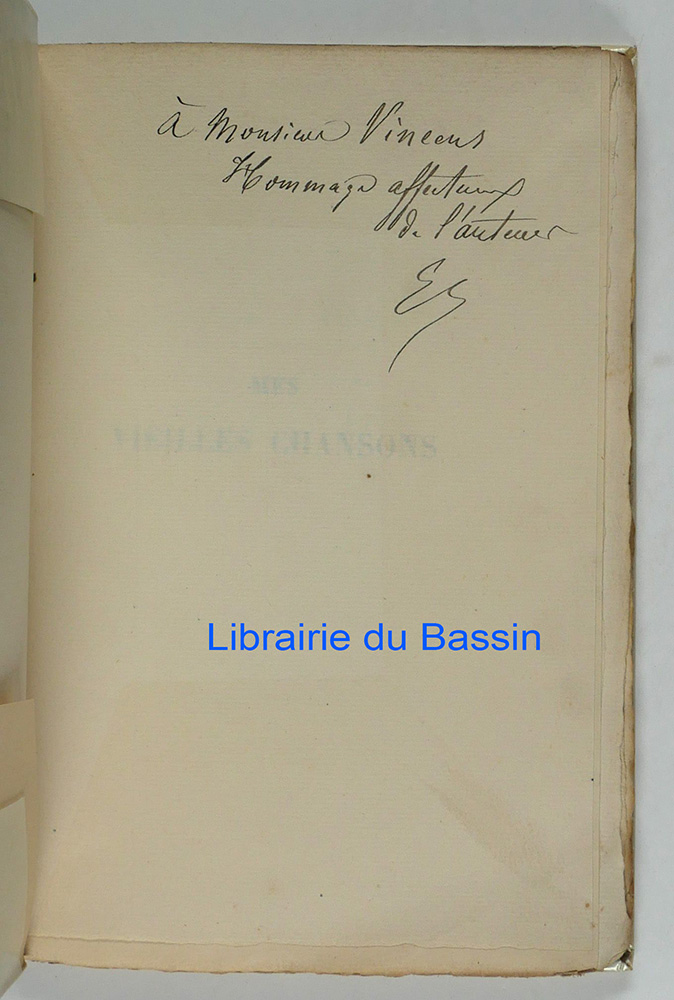 à Monsieur Vincens
Hommage affectueux
de l'auteur
MES
VIEILLES CHANSONS
Librairie du Bassin